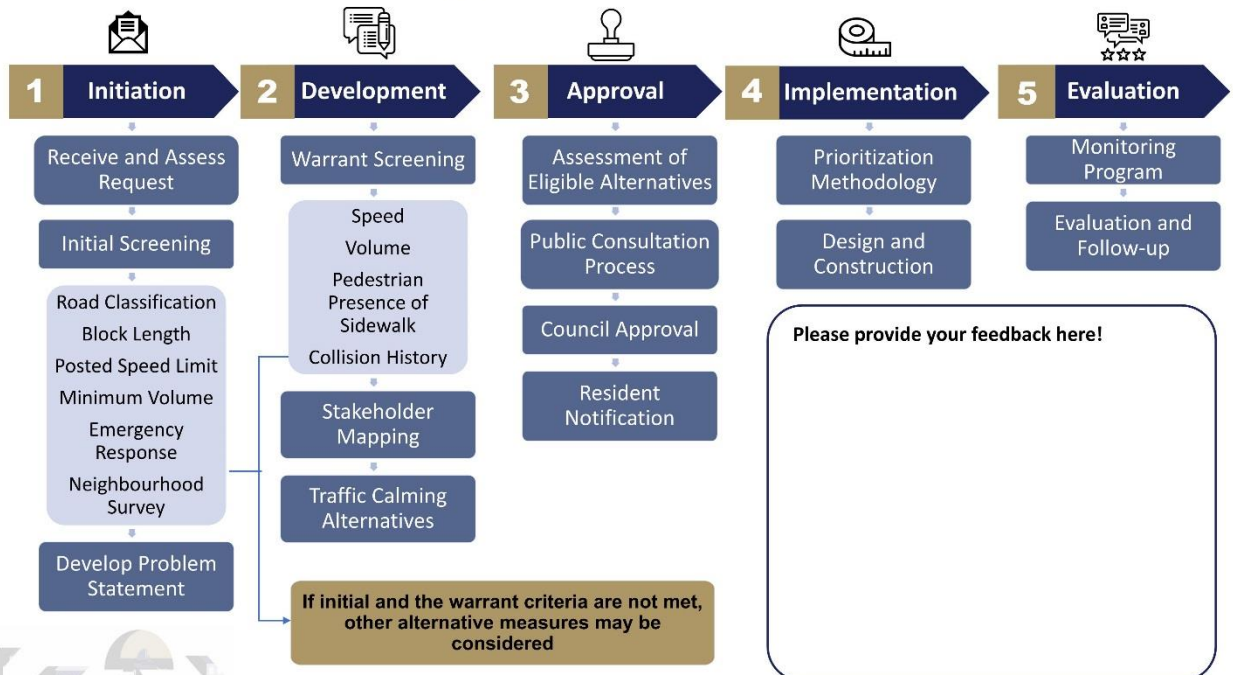 1 Initiation
Receive and Assess
Request
Initial Screening
Road Classification
Block Length
Posted Speed Limit
Minimum Volume
Emergency
Response
Neighbourhood
Survey
Develop Problem
Statement
2 Development
Warrant Screening
Speed
Volume
Pedestrian
Presence of
Sidewalk
Collision History
Stakeholder
Mapping
Traffic Calming
Alternatives
If initial and the warrant criteria are not met,
other alternative measures may be
considered
3 Approval
Assessment of
Eligible Alternatives
Public Consultation
Process
Council Approval
Resident
Notification
4 Implementation
Prioritization
Methodology
Design and
Construction
5 Evaluation
Monitoring
Program
Evaluation and
Follow-up
Please provide your feedback here!